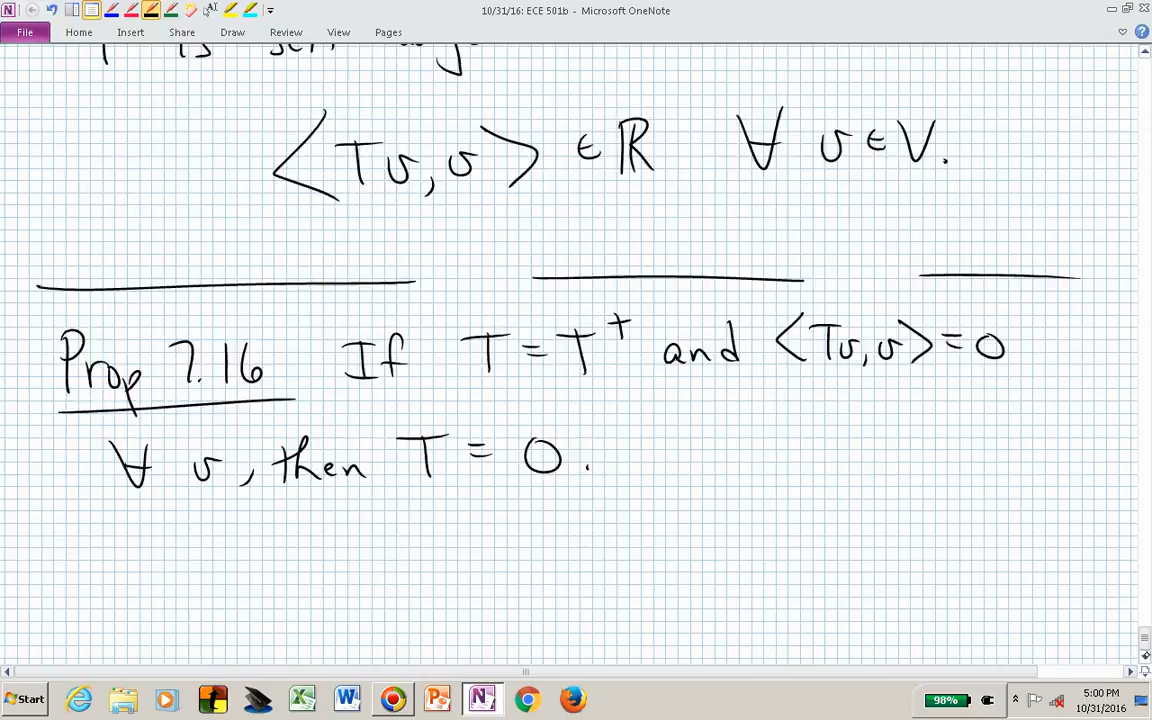 10/31/16: ECE 501b - Microsoft OneNote
File Home Insert Share Draw Review View Pages
<Tv, v> ∈ ℝ ∀ v ∈ V.
Prop 7.16 If T = T† and <Tv, v> = 0
∀ v, then T = 0.
Start 98% 5:00 PM
10/31/2016